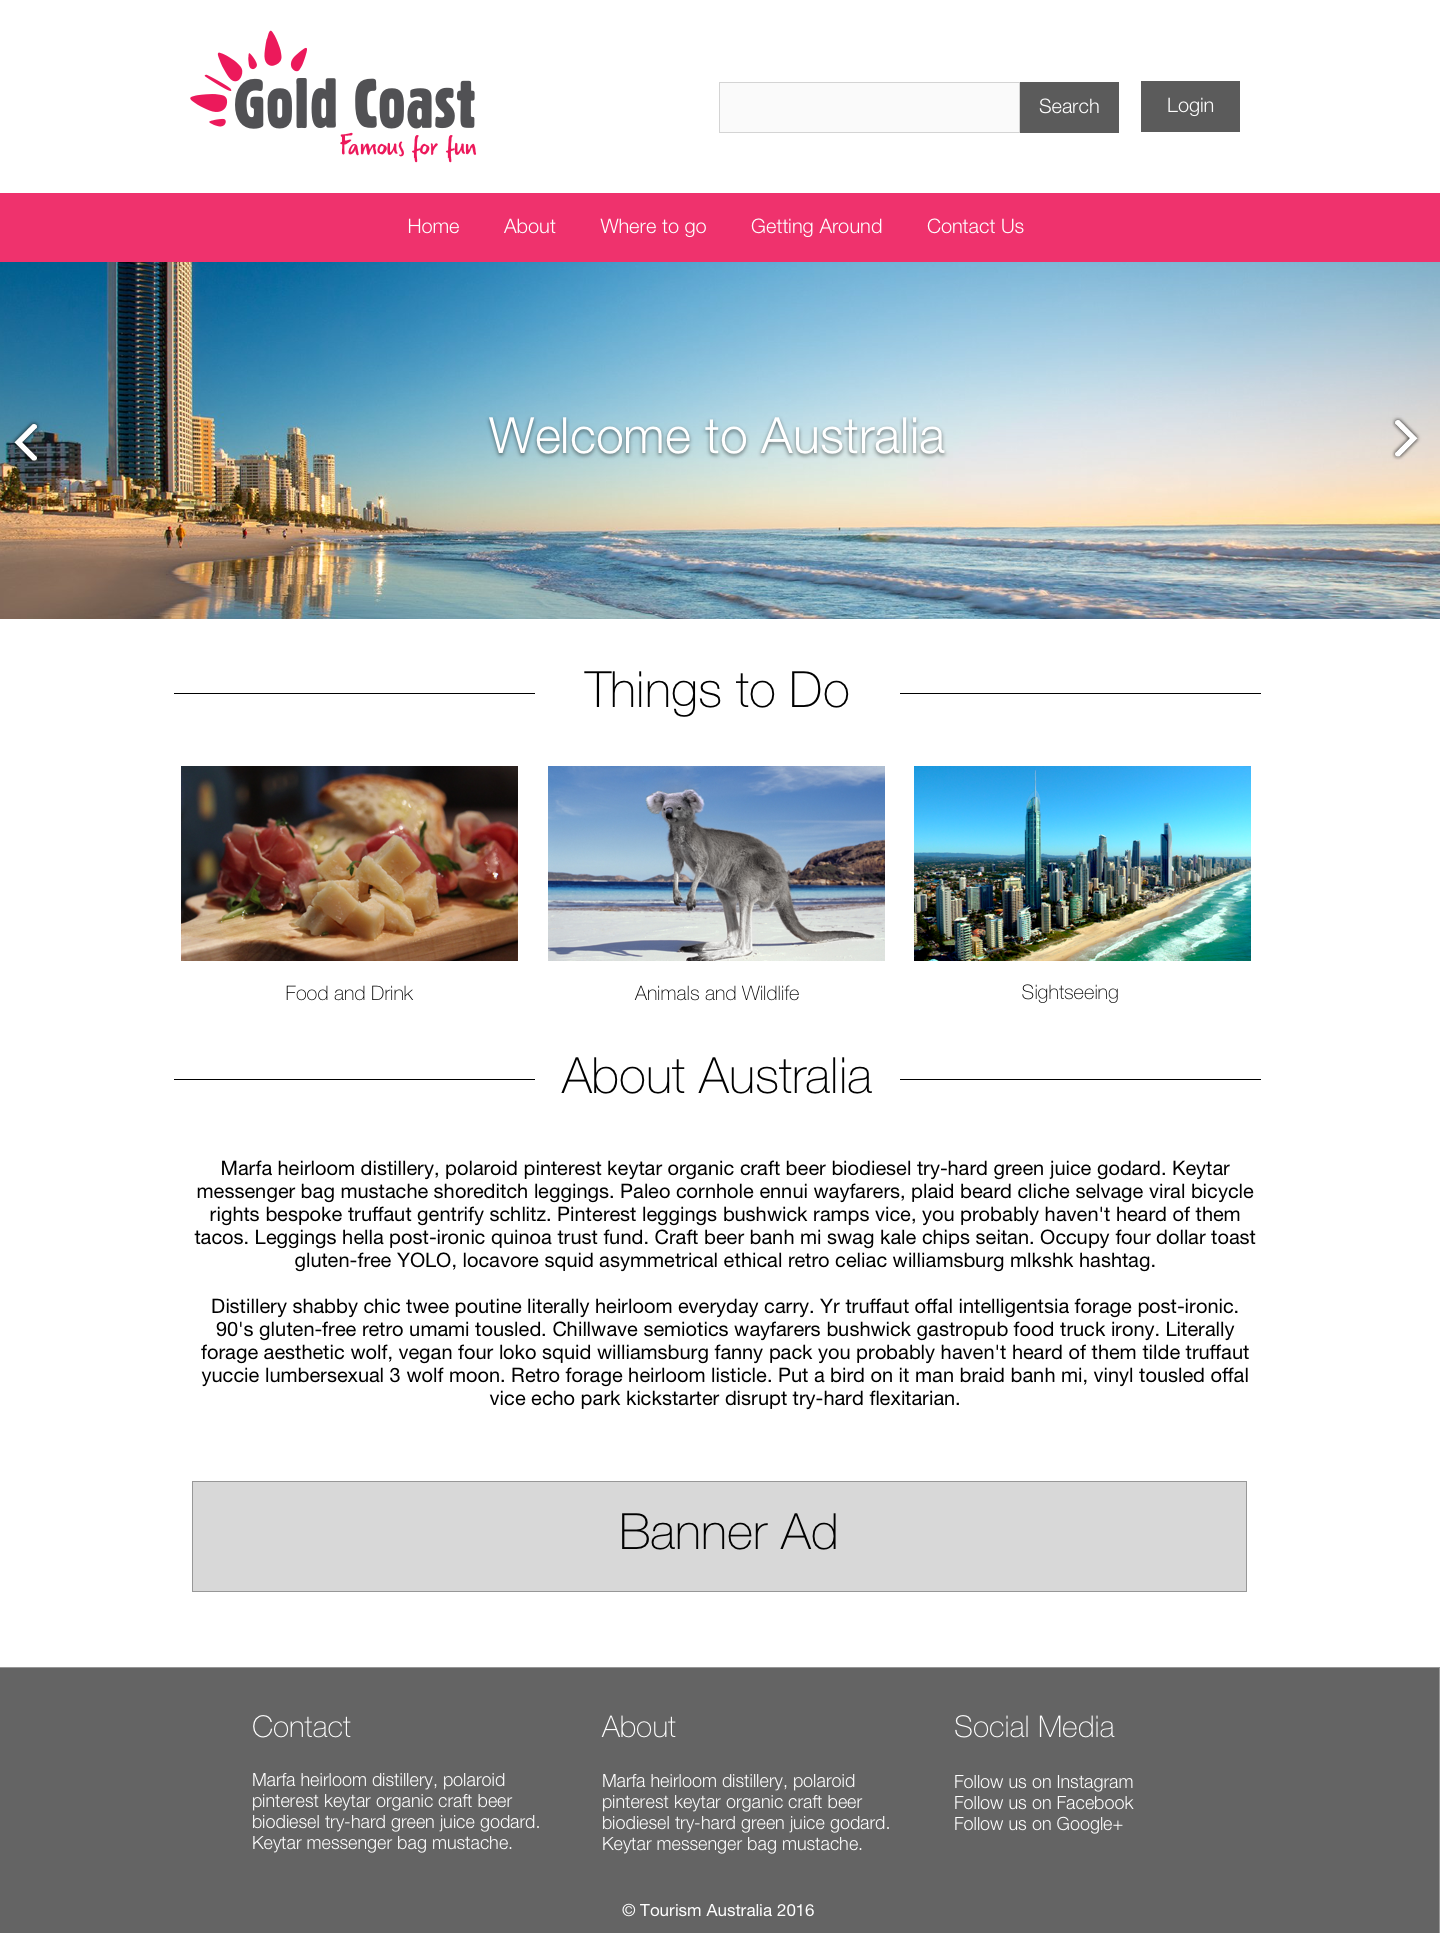 Gold Coast
Famous for fun
Search
Login
Home
About
Where to go
Getting Around
Contact Us
Welcome to Australia
Things to Do
Food and Drink
Animals and Wildlife
Sightseeing
About Australia
Marfa heirloom distillery, polaroid pinterest keytar organic craft beer biodiesel try-hard green juice godard. Keytar
messenger bag mustache shoreditch leggings. Paleo cornhole ennui wayfarers, plaid beard cliche selvage viral bicycle
rights bespoke truffaut gentrify schlitz. Pinterest leggings bushwick ramps vice, you probably haven't heard of them
tacos. Leggings hella post-ironic quinoa trust fund. Craft beer banh mi swag kale chips seitan. Occupy four dollar toast
gluten-free YOLO, locavore squid asymmetrical ethical retro celiac williamsburg mlkshk hashtag.
Distillery shabby chic twee poutine literally heirloom everyday carry. Yr truffaut offal intelligentsia forage post-ironic.
90's gluten-free retro umami tousled. Chillwave semiotics wayfarers bushwick gastropub food truck irony. Literally
forage aesthetic wolf, vegan four loko squid williamsburg fanny pack you probably haven't heard of them tilde truffaut
yuccie lumbersexual 3 wolf moon. Retro forage heirloom listicle. Put a bird on it man braid banh mi, vinyl tousled offal
vice echo park kickstarter disrupt try-hard flexitarian.
Banner Ad
Contact
Marfa heirloom distillery, polaroid
pinterest keytar organic craft beer
biodiesel try-hard green juice godard.
Keytar messenger bag mustache.
About
Marfa heirloom distillery, polaroid
pinterest keytar organic craft beer
biodiesel try-hard green juice godard.
Keytar messenger bag mustache.
Social Media
Follow us on Instagram
Follow us on Facebook
Follow us on Google+
© Tourism Australia 2016